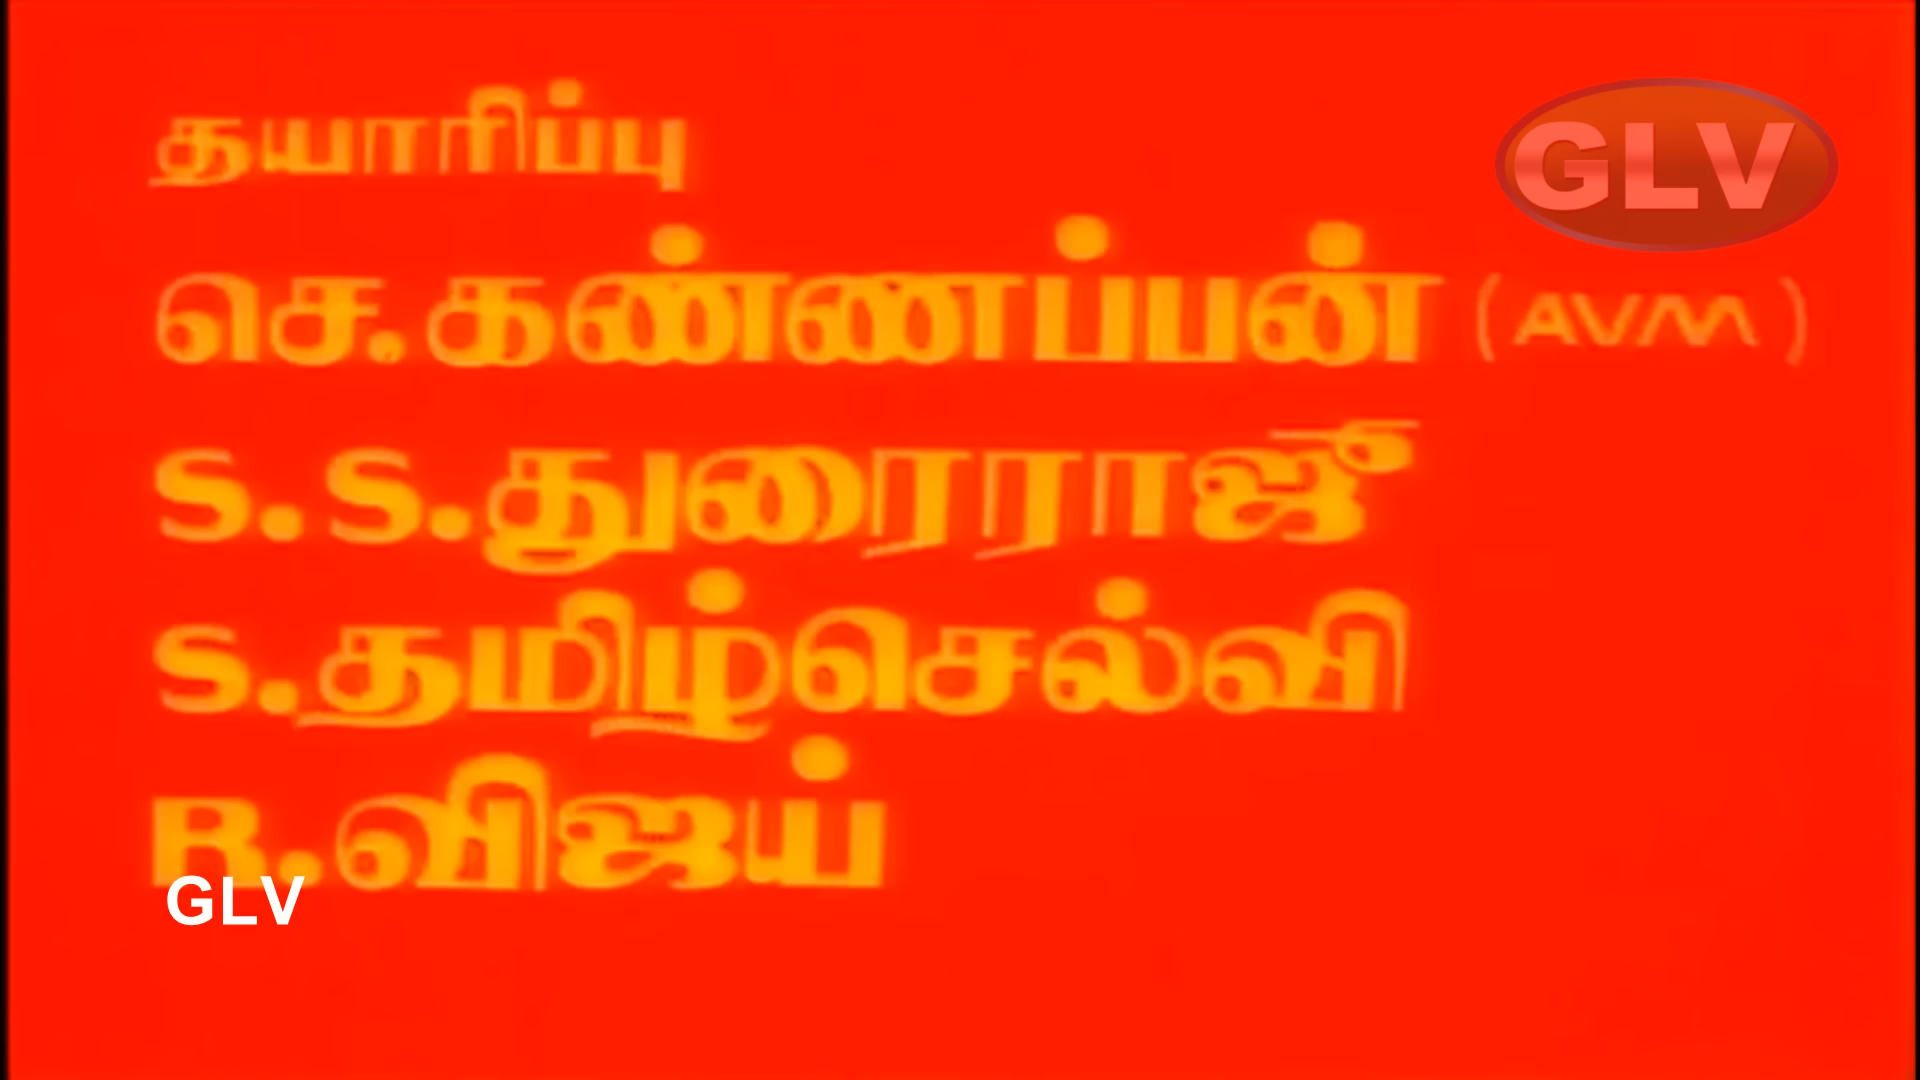 தயாரிப்பு
GLV
செ.கண்ணப்பன் (AVM)
S.S.துரைராஜீ
S.தமிழ்செல்வி
R.விஜய்
GLV